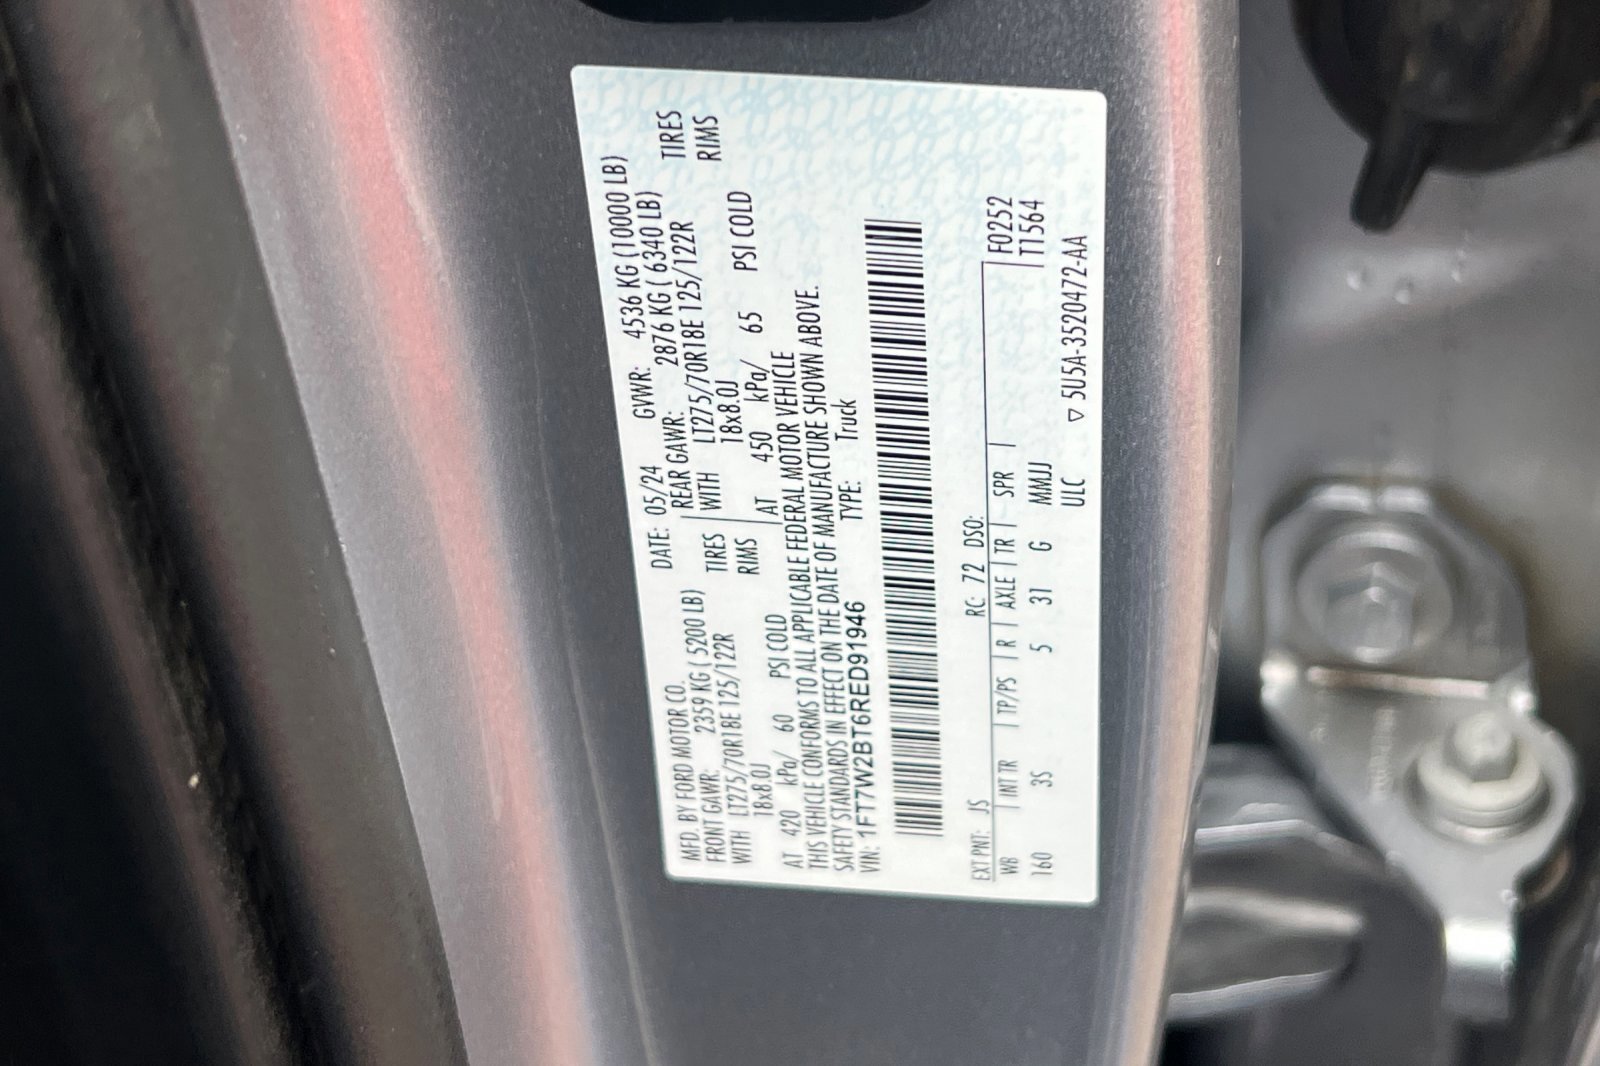 MFD. BY FORD MOTOR CO. DATE: 05/24 GVWR: 4536 KG (10000 LB)
FRONT GAWR: 2359 KG (5200 LB) REAR GAWR: 2876 KG (6340 LB)
WITH LT275/70R18E 125/122R TIRES WITH LT275/70R18E 125/122R TIRES
18x8.0J RIMS 18x8.0J RIMS
AT 420 kPa/ 60 PSI COLD AT 450 kPa/ 65 PSI COLD
THIS VEHICLE CONFORMS TO ALL APPLICABLE FEDERAL MOTOR VEHICLE
SAFETY STANDARDS IN EFFECT ON THE DATE OF MANUFACTURE SHOWN ABOVE.
VIN: 1FT7W2BT6RED91946 TYPE: Truck
EXT PNT: JS RC: 72 DSO: F0252
WB INT TR TP/PS R AXLE TR SPR T1564
160 3S 5 31 G MMUJ
ULC ▽ 5U5A-3520472-AA